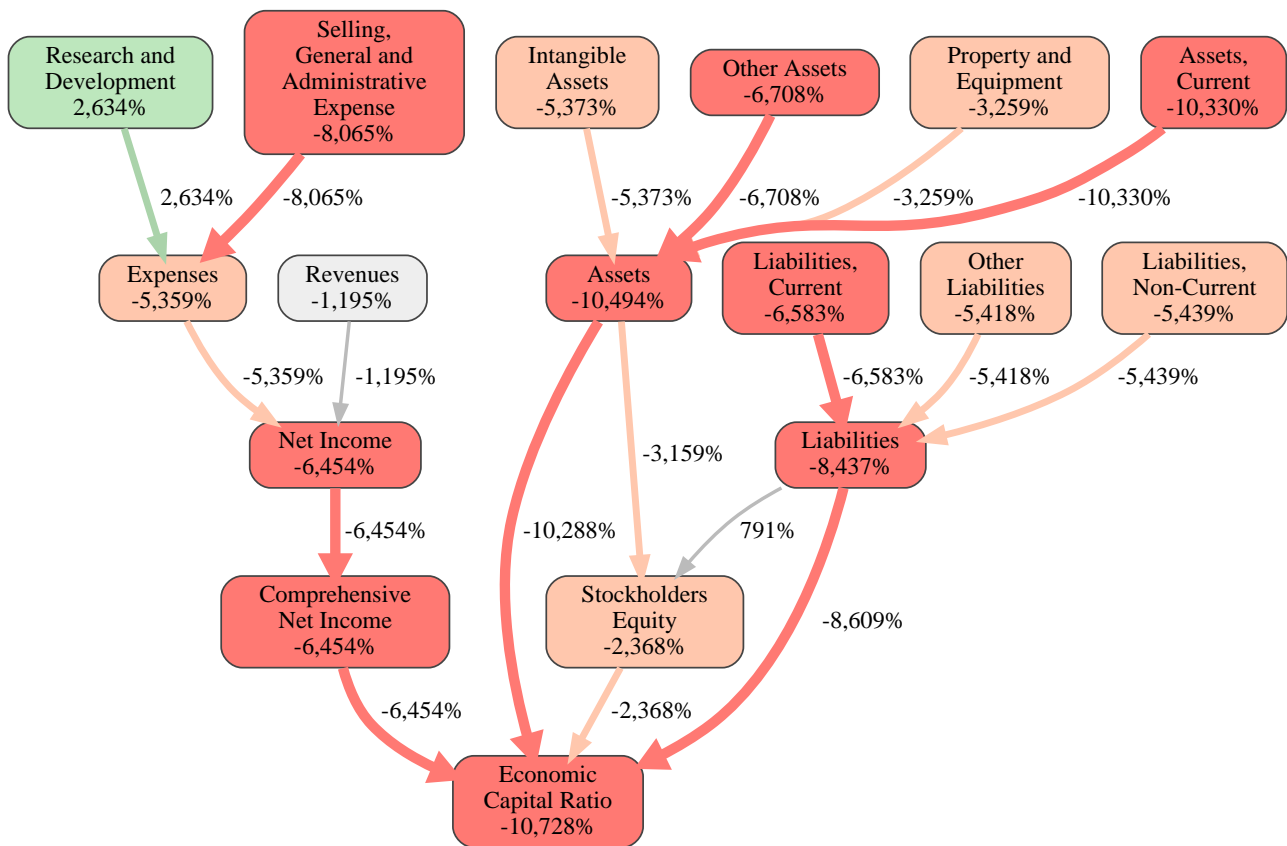 Research and
Development
2,634%
Selling,
General and
Administrative
Expense
-8,065%
Intangible
Assets
-5,373%
Other Assets
-6,708%
Property and
Equipment
-3,259%
Assets,
Current
-10,330%
2,634%
-8,065%
-5,373%
-6,708%
-3,259%
-10,330%
Expenses
-5,359%
Revenues
-1,195%
Assets
-10,494%
Liabilities,
Current
-6,583%
Other
Liabilities
-5,418%
Liabilities,
Non-Current
-5,439%
-5,359%
-1,195%
-6,583%
-5,418%
-5,439%
Net Income
-6,454%
-3,159%
Liabilities
-8,437%
-6,454%
-10,288%
791%
Comprehensive
Net Income
-6,454%
Stockholders
Equity
-2,368%
-8,609%
-6,454%
-2,368%
Economic
Capital Ratio
-10,728%